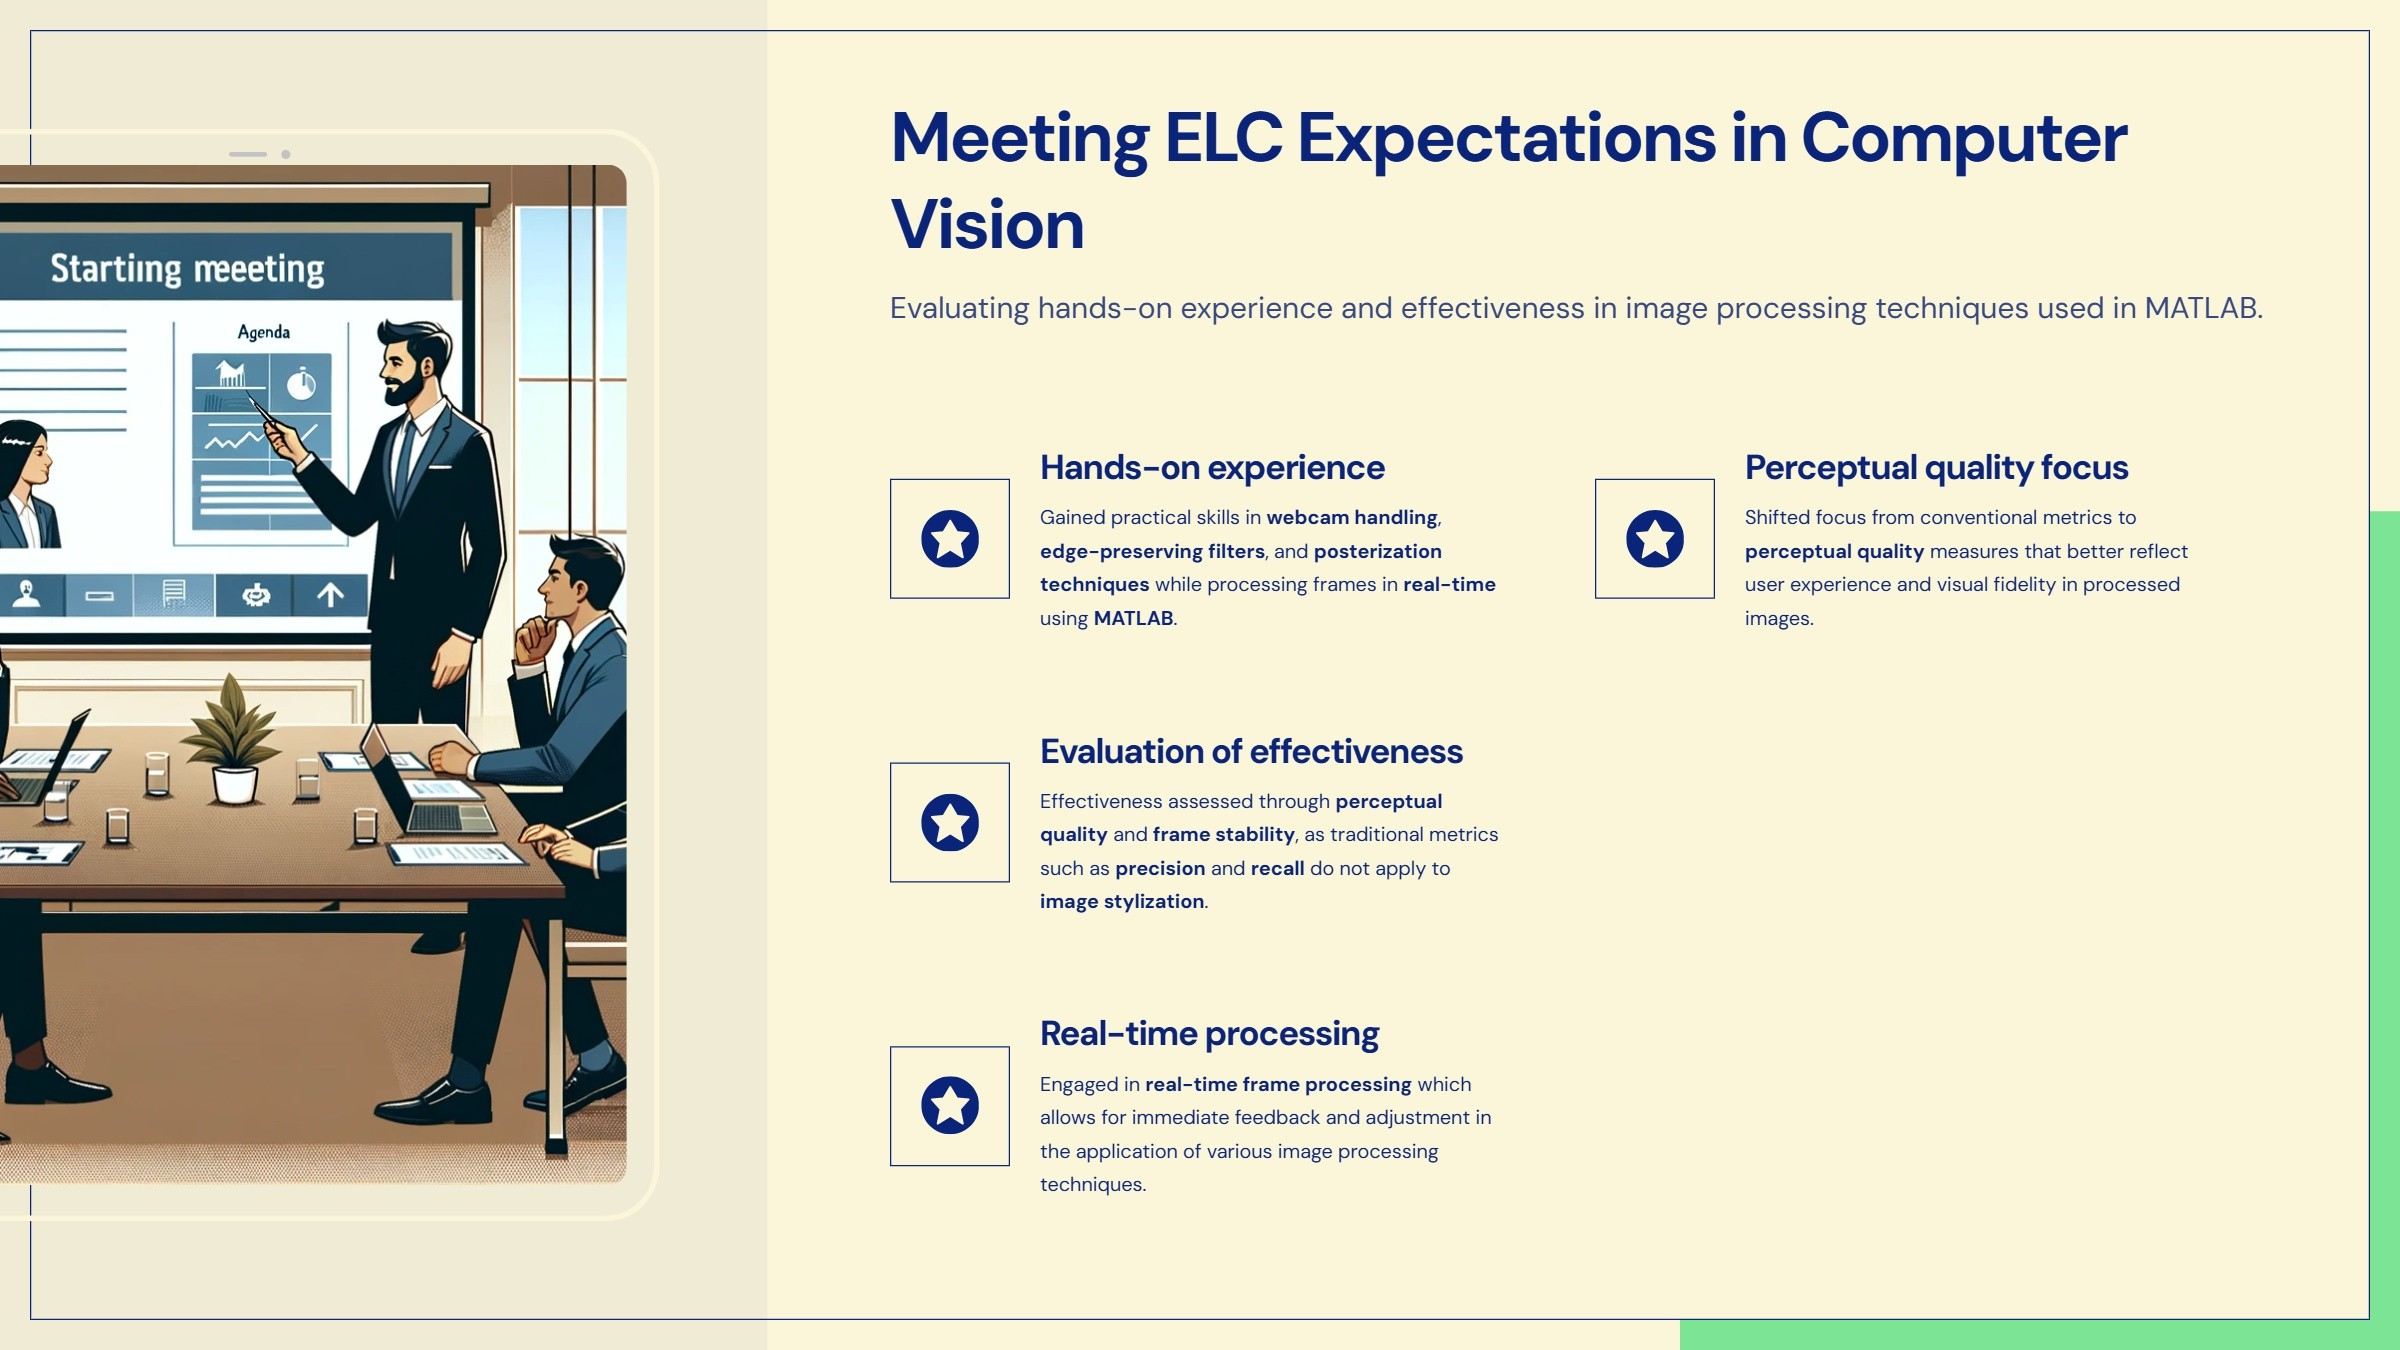 Startiıng meeeting
Agenda
Meeting ELC Expectations in Computer
Vision
Evaluating hands-on experience and effectiveness in image processing techniques used in MATLAB.
Hands-on experience
Gained practical skills in webcam handling,
edge-preserving filters, and posterization
techniques while processing frames in real-time
using MATLAB.
Perceptual quality focus
Shifted focus from conventional metrics to
perceptual quality measures that better reflect
user experience and visual fidelity in processed
images.
Evaluation of effectiveness
Effectiveness assessed through perceptual
quality and frame stability, as traditional metrics
such as precision and recall do not apply to
image stylization.
Real-time processing
Engaged in real-time frame processing which
allows for immediate feedback and adjustment in
the application of various image processing
techniques.